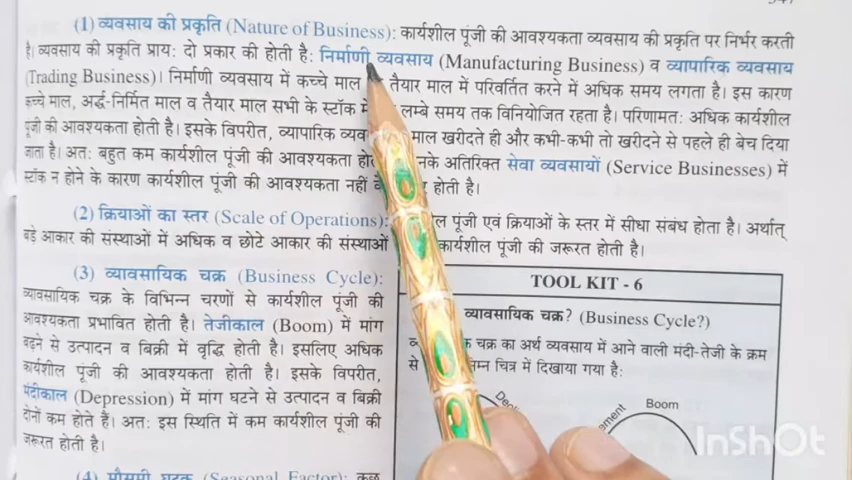 (1) व्यवसाय की प्रकृति (Nature of Business): कार्यशील पूंजी की आवश्यकता व्यवसाय की प्रकृति पर निर्भर करती
है। व्यवसाय की प्रकृति प्राय: दो प्रकार की होती है: निर्माणी व्यवसाय (Manufacturing Business) व व्यापारिक व्यवसाय
(Trading Business)। निर्माणी व्यवसाय में कच्चे माल तैयार माल में परिवर्तित करने में अधिक समय लगता है। इस कारण
कच्चे माल, अर्द्ध-निर्मित माल व तैयार माल सभी के स्टॉक में लम्बे समय तक विनियोजित रहता है। परिणामत: अधिक कार्यशील
पूंजी की आवश्यकता होती है। इसके विपरीत, व्यापारिक माल खरीदते ही और कभी-कभी तो खरीदने से पहले ही बेच दिया
जाता है। अत: बहुत कम कार्यशील पूंजी की आवश्यकता अतिरिक्त सेवा व्यवसायों (Service Businesses) में
स्टॉक न होने के कारण कार्यशील पूंजी की आवश्यकता नहीं होती है।
(2) क्रियाओं का स्तर (Scale of Operations): पूंजी एवं क्रियाओं के स्तर में सीधा संबंध होता है। अर्थात्
बड़े आकार की संस्थाओं में अधिक व छोटे आकार की संस्थाओं कार्यशील पूंजी की जरूरत होती है।
(3) व्यावसायिक चक्र (Business Cycle):
व्यावसायिक चक्र के विभिन्न चरणों से कार्यशील पूंजी की
आवश्यकता प्रभावित होती है। तेजीकाल (Boom) में मांग
बढ़ने से उत्पादन व बिक्री में वृद्धि होती है। इसलिए अधिक
कार्यशील पूंजी की आवश्यकता होती है। इसके विपरीत,
मंदीकाल (Depression) में मांग घटने से उत्पादन व बिक्री
दोनों कम होते हैं। अत: इस स्थिति में कम कार्यशील पूंजी की
जरूरत होती है।
(4) मौसमी घटक (Seasonal Factor): कुछ
TOOL KIT - 6
व्यावसायिक चक्र? (Business Cycle?)
चक्र का अर्थ व्यवसाय में आने वाली मंदी-तेजी के क्रम
से चित्र में दिखाया गया है:
Boom
InShOt